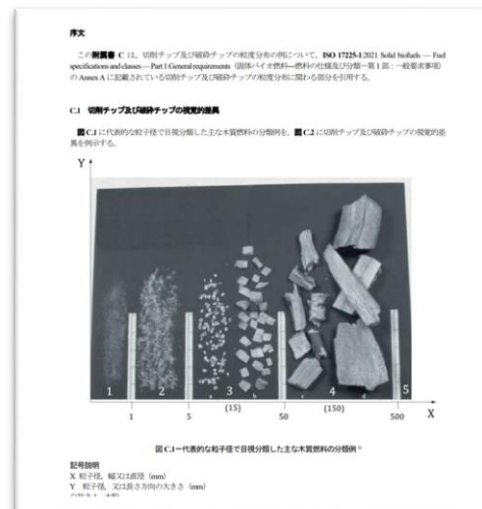 序文
この附属書 C は，切削チップ及び破砕チップの粒度分布の例について，ISO 17225-1:2021 Solid biofuels — Fuel
specifications and classes — Part 1:General requirements（固体バイオ燃料—燃料の仕様及び分類—第1部：一般要求事項）
の Annex A に記載されている切削チップ及び破砕チップの粒度分布に関わる部分を引用する。
C.1 切削チップ及び破砕チップの視覚的差異
図 C.1 に代表的な粒子径で目視分類した主な木質燃料の分類例を，図 C.2 に切削チップ及び破砕チップの視覚的差
異を例示する。
Y
1 2 3 4 5
1 5 (15) 50 (150) 500 X
図 C.1—代表的な粒子径で目視分類した主な木質燃料の分類例
記号説明
X 粒子径，幅又は直径（mm）
Y 粒子径，又は長さ方向の大きさ（mm）